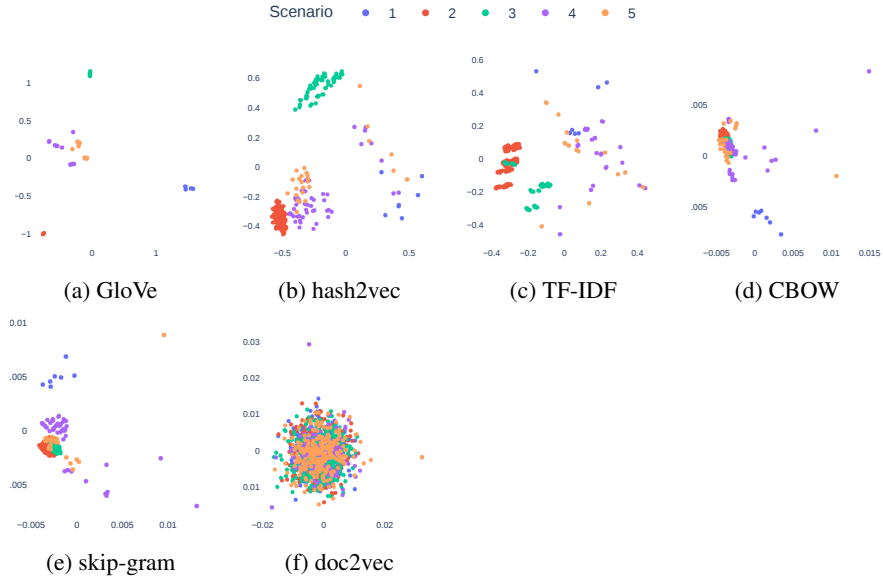 Scenario 1 2 3 4 5
1
0.5
0
−0.5
−1
0 1
(a) GloVe
0.6
0.4
0.2
0
−0.2
−0.4
−0.5 0 0.5
(b) hash2vec
0.6
0.4
0.2
0
−0.2
−0.4
−0.4 −0.2 0 0.2 0.4
(c) TF-IDF
.005
0
.005
−0.005 0 0.005 0.01 0.015
(d) CBOW
0.01
.005
0
.005
−0.005 0 0.005 0.01
(e) skip-gram
0.03
0.02
0.01
0
0.01
−0.02 0 0.02
(f) doc2vec